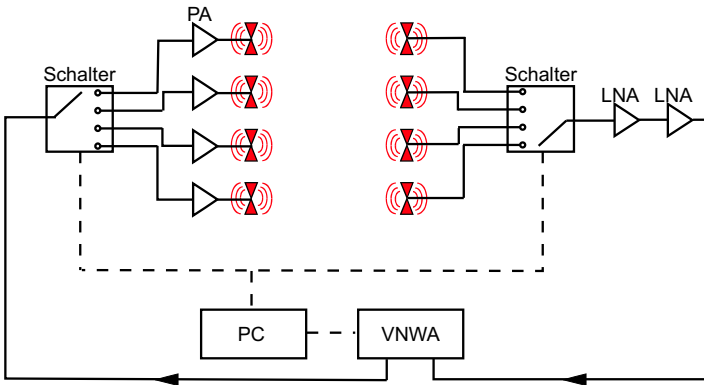 PA
Schalter
Schalter
LNA
LNA
PC
VNWA